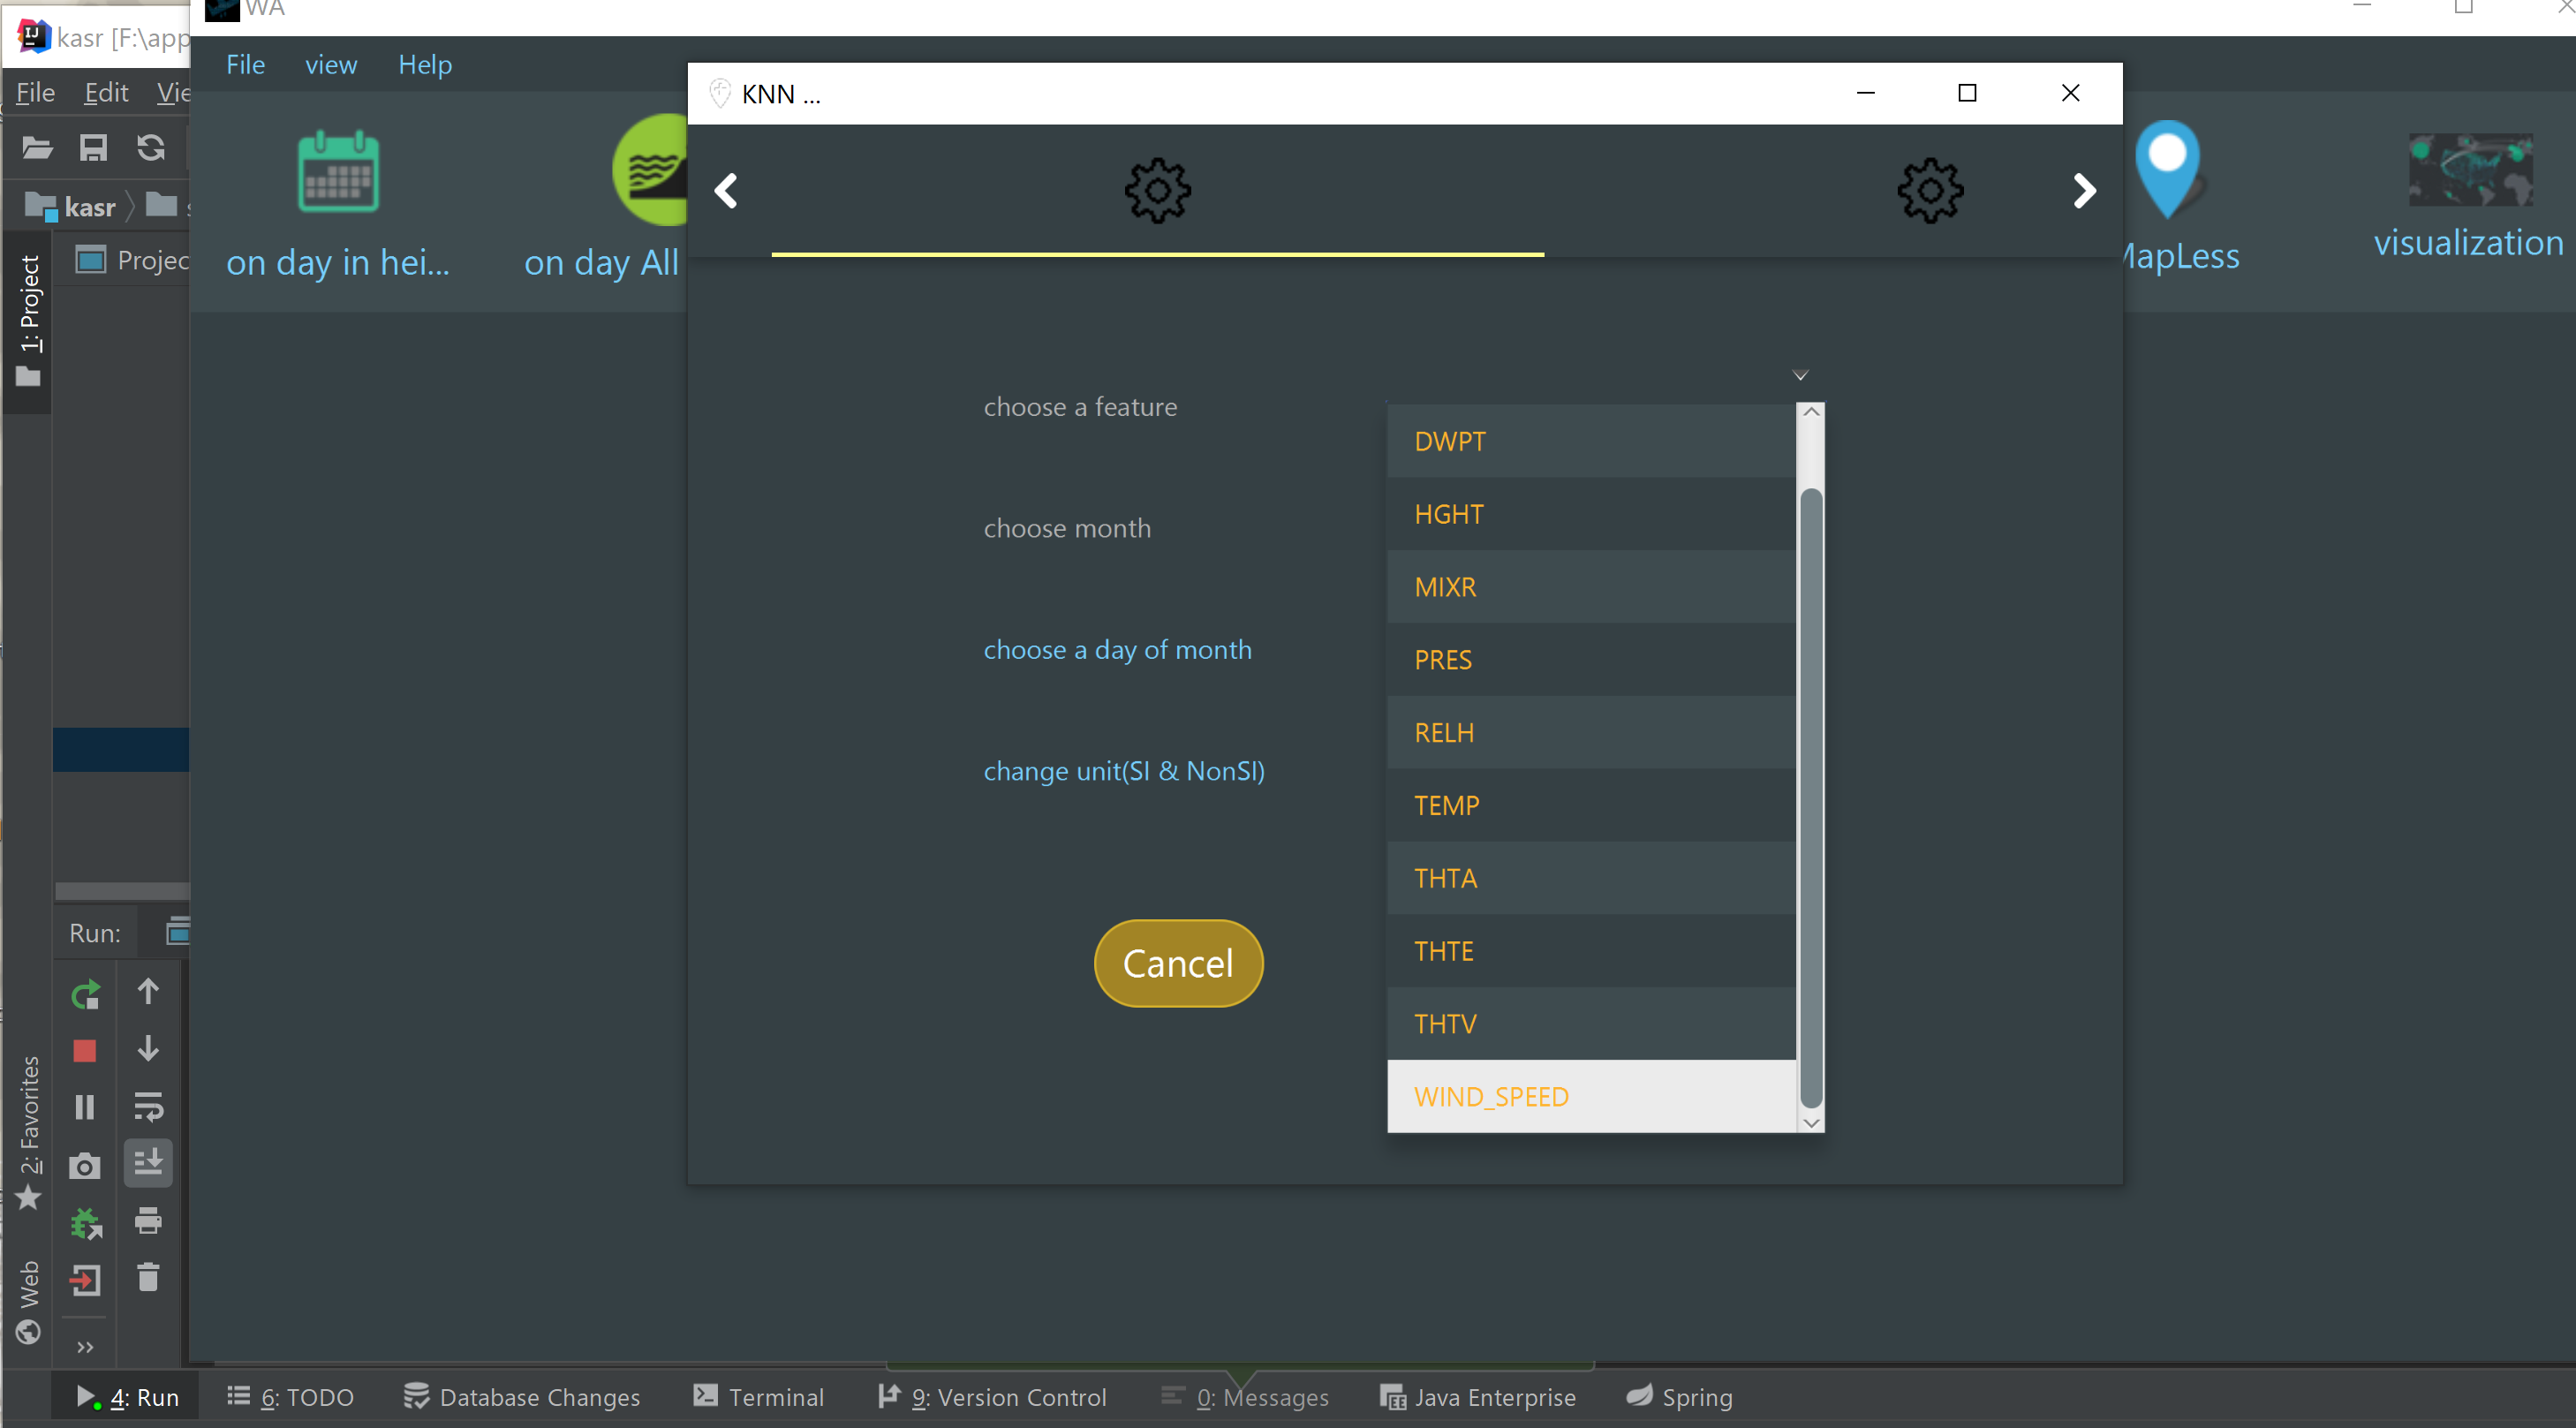 WA
kasr [F:\app
File Edit Vie
File view Help
KNN ...
kasr
on day in hei...
on day All
MapLess
visualization
Projec
1: Project
choose a feature
choose month
choose a day of month
change unit(SI & NonSI)
DWPT
HGHT
MIXR
PRES
RELH
TEMP
THTA
THTE
THTV
WIND_SPEED
Cancel
Run:
2: Favorites
Web
4: Run
6: TODO
Database Changes
Terminal
9: Version Control
0: Messages
Java Enterprise
Spring